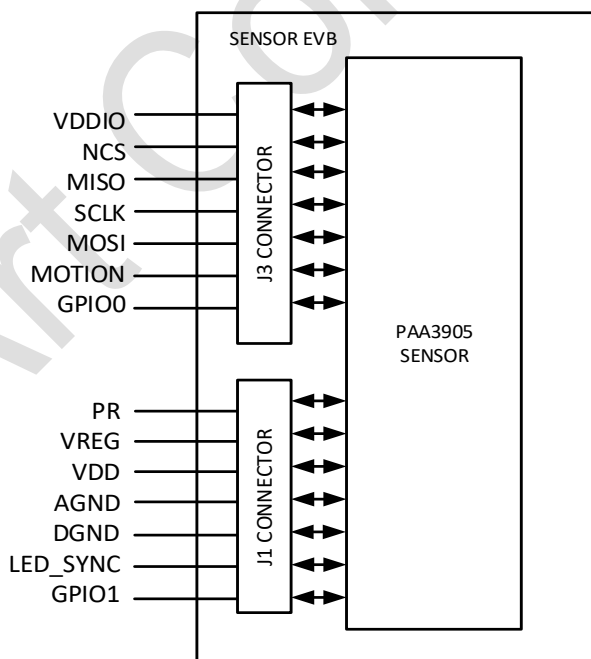 SENSOR EVB
VDDIO
NCS
MISO
SCLK
MOSI
MOTION
GPIO0
J3 CONNECTOR
PAA3905
SENSOR
PR
VREG
VDD
AGND
DGND
LED_SYNC
GPIO1
J1 CONNECTOR